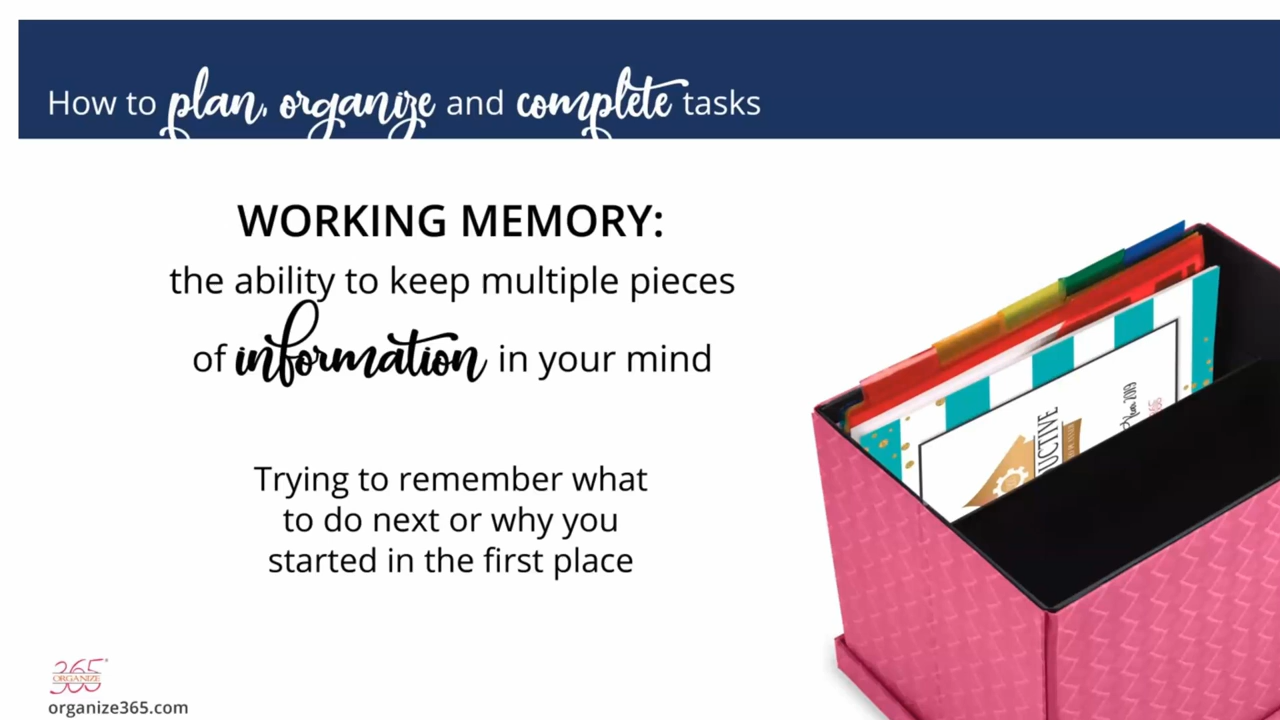 How to plan, organize and complete tasks
WORKING MEMORY:
the ability to keep multiple pieces
of information in your mind
Trying to remember what
to do next or why you
started in the first place
UCTIVE
2019
365
365
ORGANIZE
organize365.com